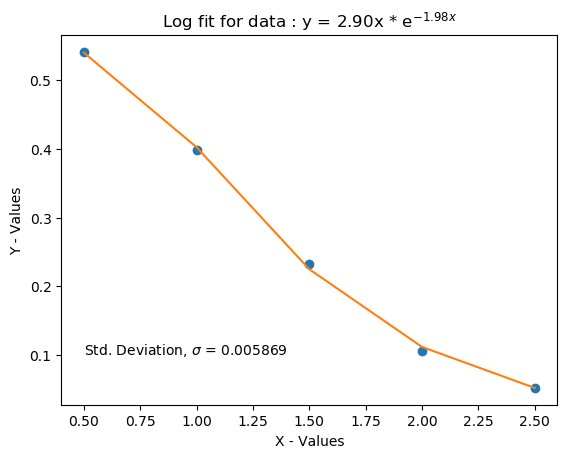 Log fit for data : y = 2.90x * e^{-1.98x}
Y - Values
0.5
0.4
0.3
0.2
0.1
Std. Deviation, σ = 0.005869
0.50 0.75 1.00 1.25 1.50 1.75 2.00 2.25 2.50
X - Values